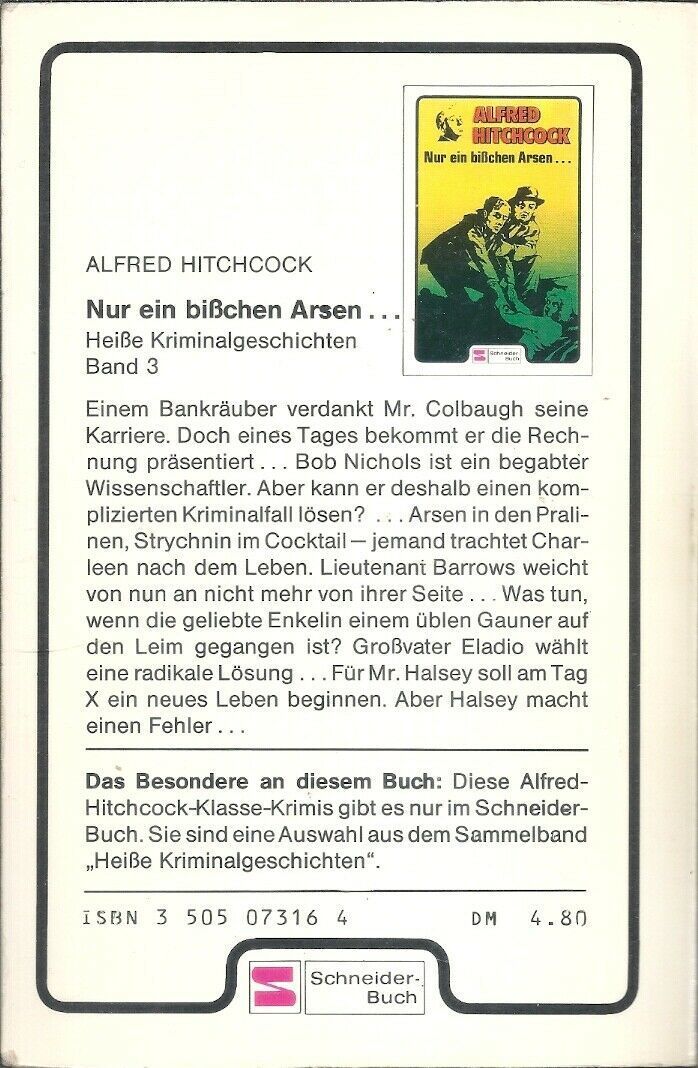 ALFRED
HITCHCOCK
Nur ein bißchen Arsen...
Schneider-
Buch
ALFRED HITCHCOCK
Nur ein bißchen Arsen...
Heiße Kriminalgeschichten
Band 3
Einem Bankräuber verdankt Mr. Colbaugh seine
Karriere. Doch eines Tages bekommt er die Rech-
nung präsentiert... Bob Nichols ist ein begabter
Wissenschaftler. Aber kann er deshalb einen kom-
plizierten Kriminalfall lösen? ... Arsen in den Prali-
nen, Strychnin im Cocktail — jemand trachtet Char-
leen nach dem Leben. Lieutenant Barrows weicht
von nun an nicht mehr von ihrer Seite... Was tun,
wenn die geliebte Enkelin einem üblen Gauner auf
den Leim gegangen ist? Großvater Eladio wählt
eine radikale Lösung... Für Mr. Halsey soll am Tag
X ein neues Leben beginnen. Aber Halsey macht
einen Fehler...
Das Besondere an diesem Buch: Diese Alfred-
Hitchcock-Klasse-Krimis gibt es nur im Schneider-
Buch. Sie sind eine Auswahl aus dem Sammelband
„Heiße Kriminalgeschichten“.
ISBN 3 505 07316 4 DM 4.80
Schneider-
Buch